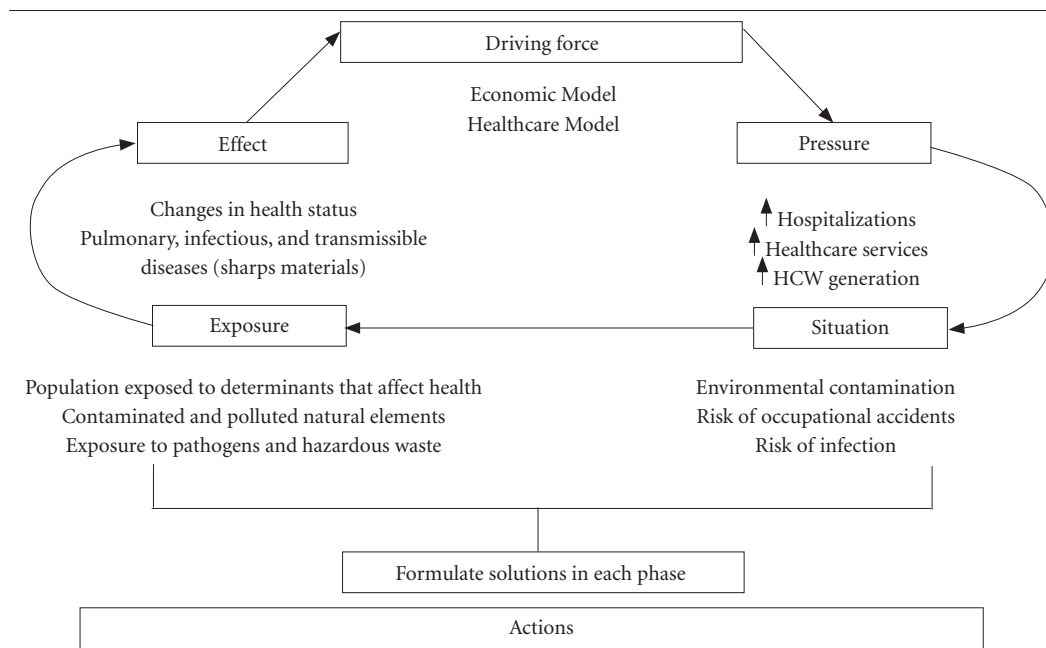 Driving force
Economic Model
Healthcare Model
Effect
Pressure
Changes in health status
Pulmonary, infectious, and transmissible
diseases (sharps materials)
Hospitalizations
Healthcare services
HCW generation
Exposure
Situation
Population exposed to determinants that affect health
Contaminated and polluted natural elements
Exposure to pathogens and hazardous waste
Environmental contamination
Risk of occupational accidents
Risk of infection
Formulate solutions in each phase
Actions